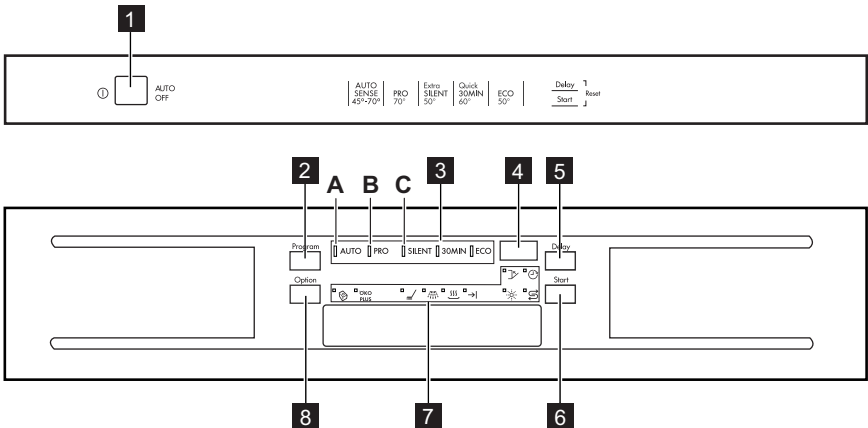 1
AUTO
OFF
AUTO
SENSE
45°-70°
PRO
70°
Extra
SILENT
50°
Quick
30MIN
60°
ECO
50°
Delay
Start
Reset
2
A
B
C
3
4
5
Program
AUTO
PRO
SILENT
30MIN
ECO
Delay
Option
ÖKO
PLUS
Start
8
7
6